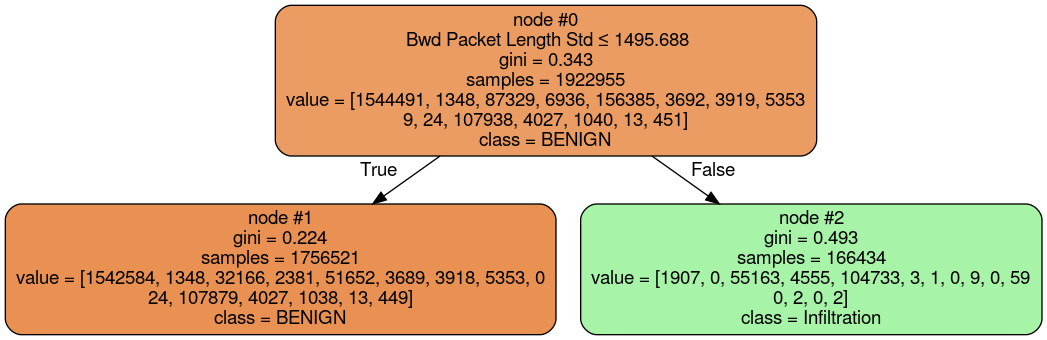 node #0
Bwd Packet Length Std ≤ 1495.688
gini = 0.343
samples = 1922955
value = [1544491, 1348, 87329, 6936, 156385, 3692, 3919, 5353
9, 24, 107938, 4027, 1040, 13, 451]
class = BENIGN
True
False
node #1
gini = 0.224
samples = 1756521
value = [1542584, 1348, 32166, 2381, 51652, 3689, 3918, 5353, 0
24, 107879, 4027, 1038, 13, 449]
class = BENIGN
node #2
gini = 0.493
samples = 166434
value = [1907, 0, 55163, 4555, 104733, 3, 1, 0, 9, 0, 59
0, 2, 0, 2]
class = Infiltration